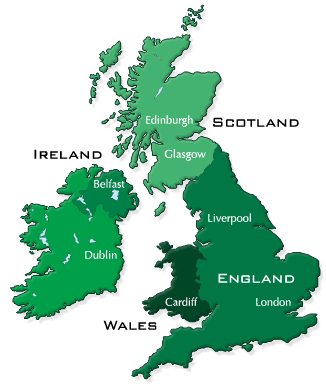 Edinburgh
SCOTLAND
Glasgow
IRELAND
Belfast
Liverpool
Dublin
ENGLAND
Cardiff
London
WALES